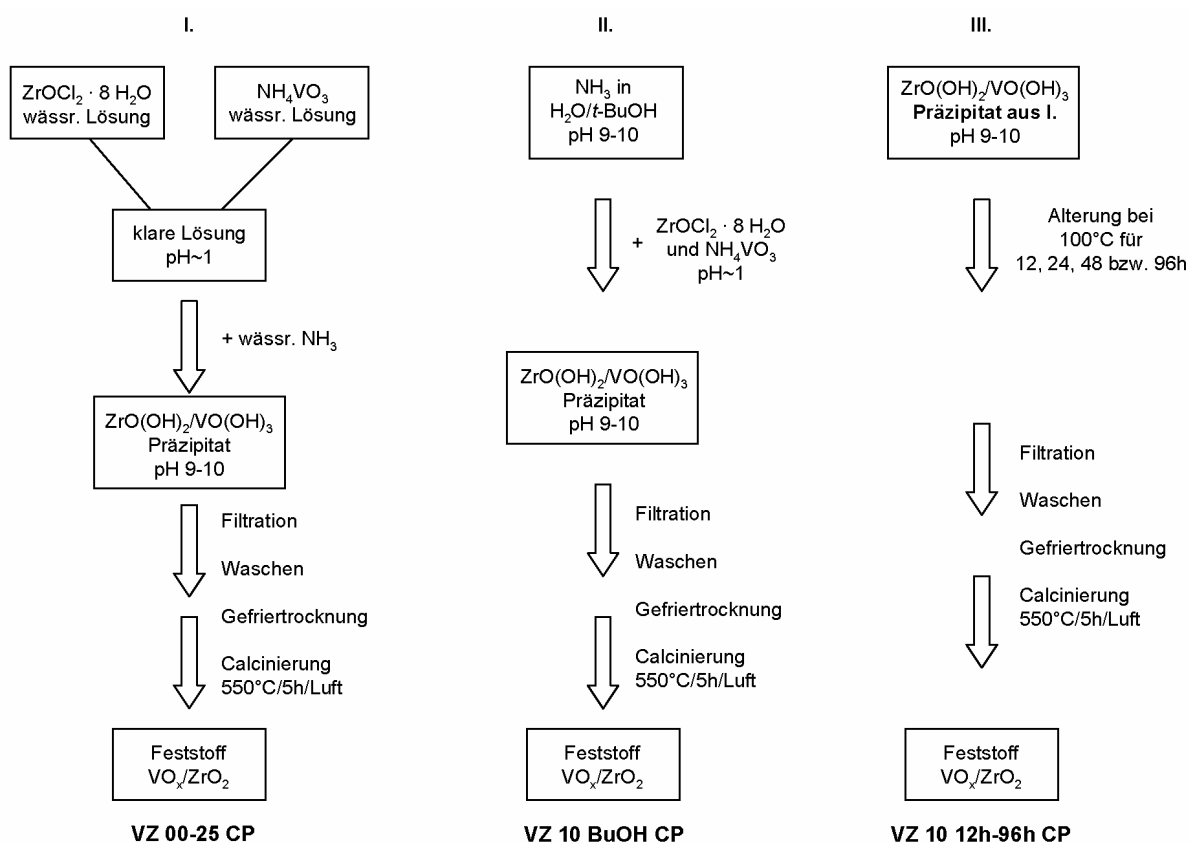 I.
ZrOCl₂ · 8 H₂O
wässr. Lösung
NH₄VO₃
wässr. Lösung
klare Lösung
pH~1
+ wässr. NH₃
ZrO(OH)₂/VO(OH)₃
Präzipitat
pH 9-10
Filtration
Waschen
Gefriertrocknung
Calcinierung
550°C/5h/Luft
Feststoff
VOₓ/ZrO₂
VZ 00-25 CP
II.
NH₃ in
H₂O/t-BuOH
pH 9-10
+
ZrOCl₂ · 8 H₂O
und NH₄VO₃
pH~1
ZrO(OH)₂/VO(OH)₃
Präzipitat
pH 9-10
Filtration
Waschen
Gefriertrocknung
Calcinierung
550°C/5h/Luft
Feststoff
VOₓ/ZrO₂
VZ 10 BuOH CP
III.
ZrO(OH)₂/VO(OH)₃
Präzipitat aus I.
pH 9-10
Alterung bei
100°C für
12, 24, 48 bzw. 96h
Filtration
Waschen
Gefriertrocknung
Calcinierung
550°C/5h/Luft
Feststoff
VOₓ/ZrO₂
VZ 10 12h-96h CP